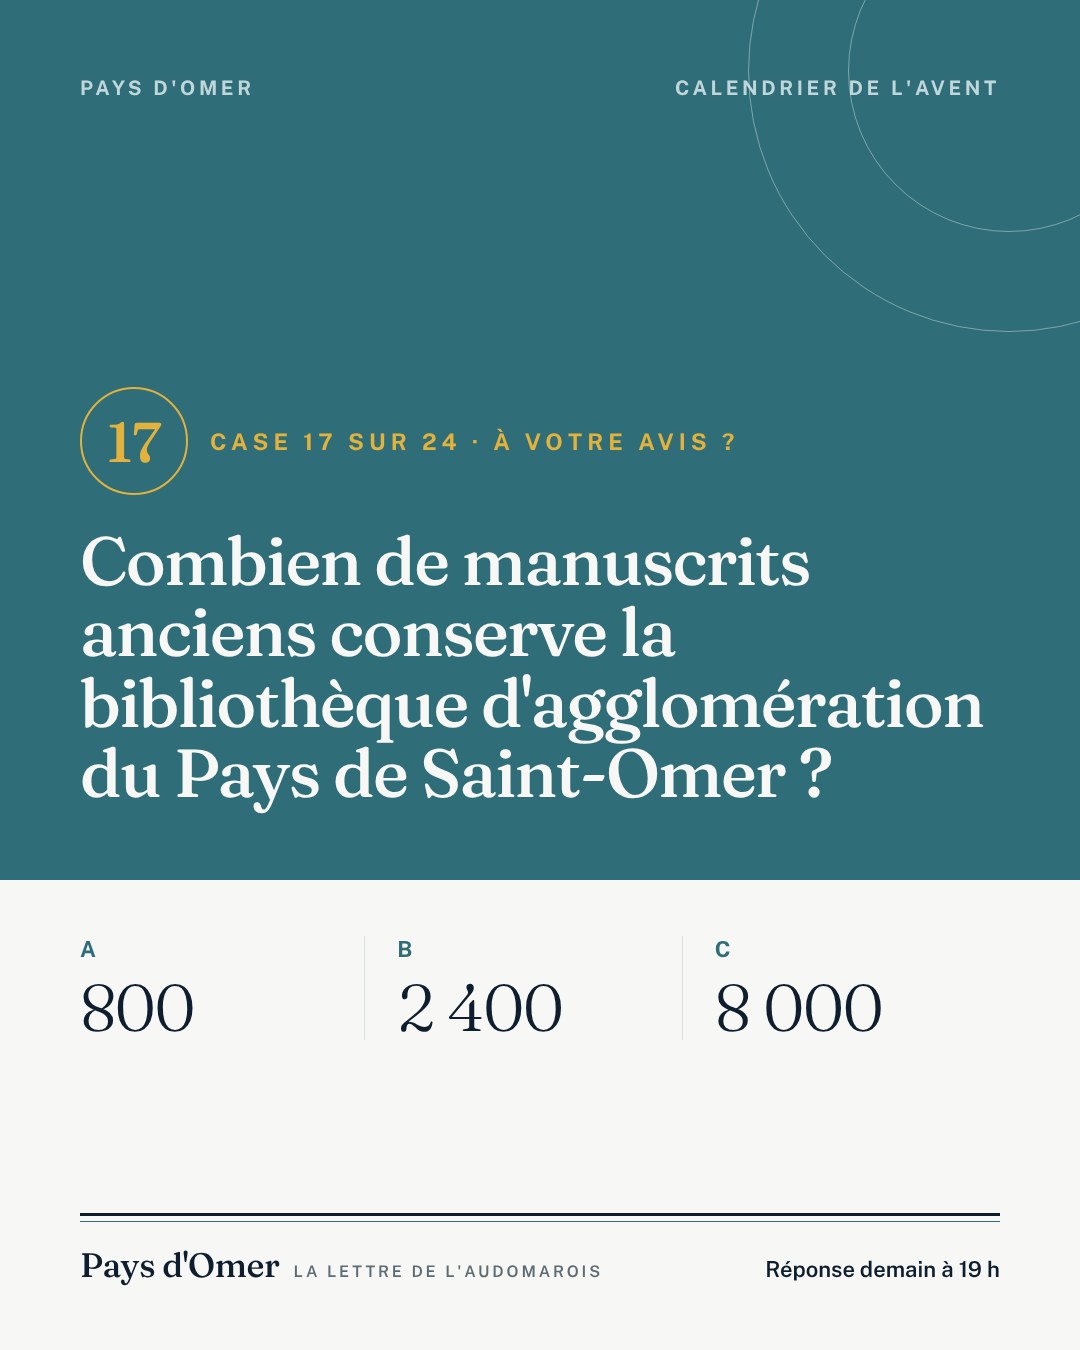 PAYS D'OMER
CALENDRIER DE L'AVENT
17
CASE 17 SUR 24 · À VOTRE AVIS ?
Combien de manuscrits
anciens conserve la
bibliothèque d'agglomération
du Pays de Saint-Omer ?
A
800
B
2 400
C
8 000
Pays d'Omer LA LETTRE DE L'AUDOMAROIS
Réponse demain à 19 h